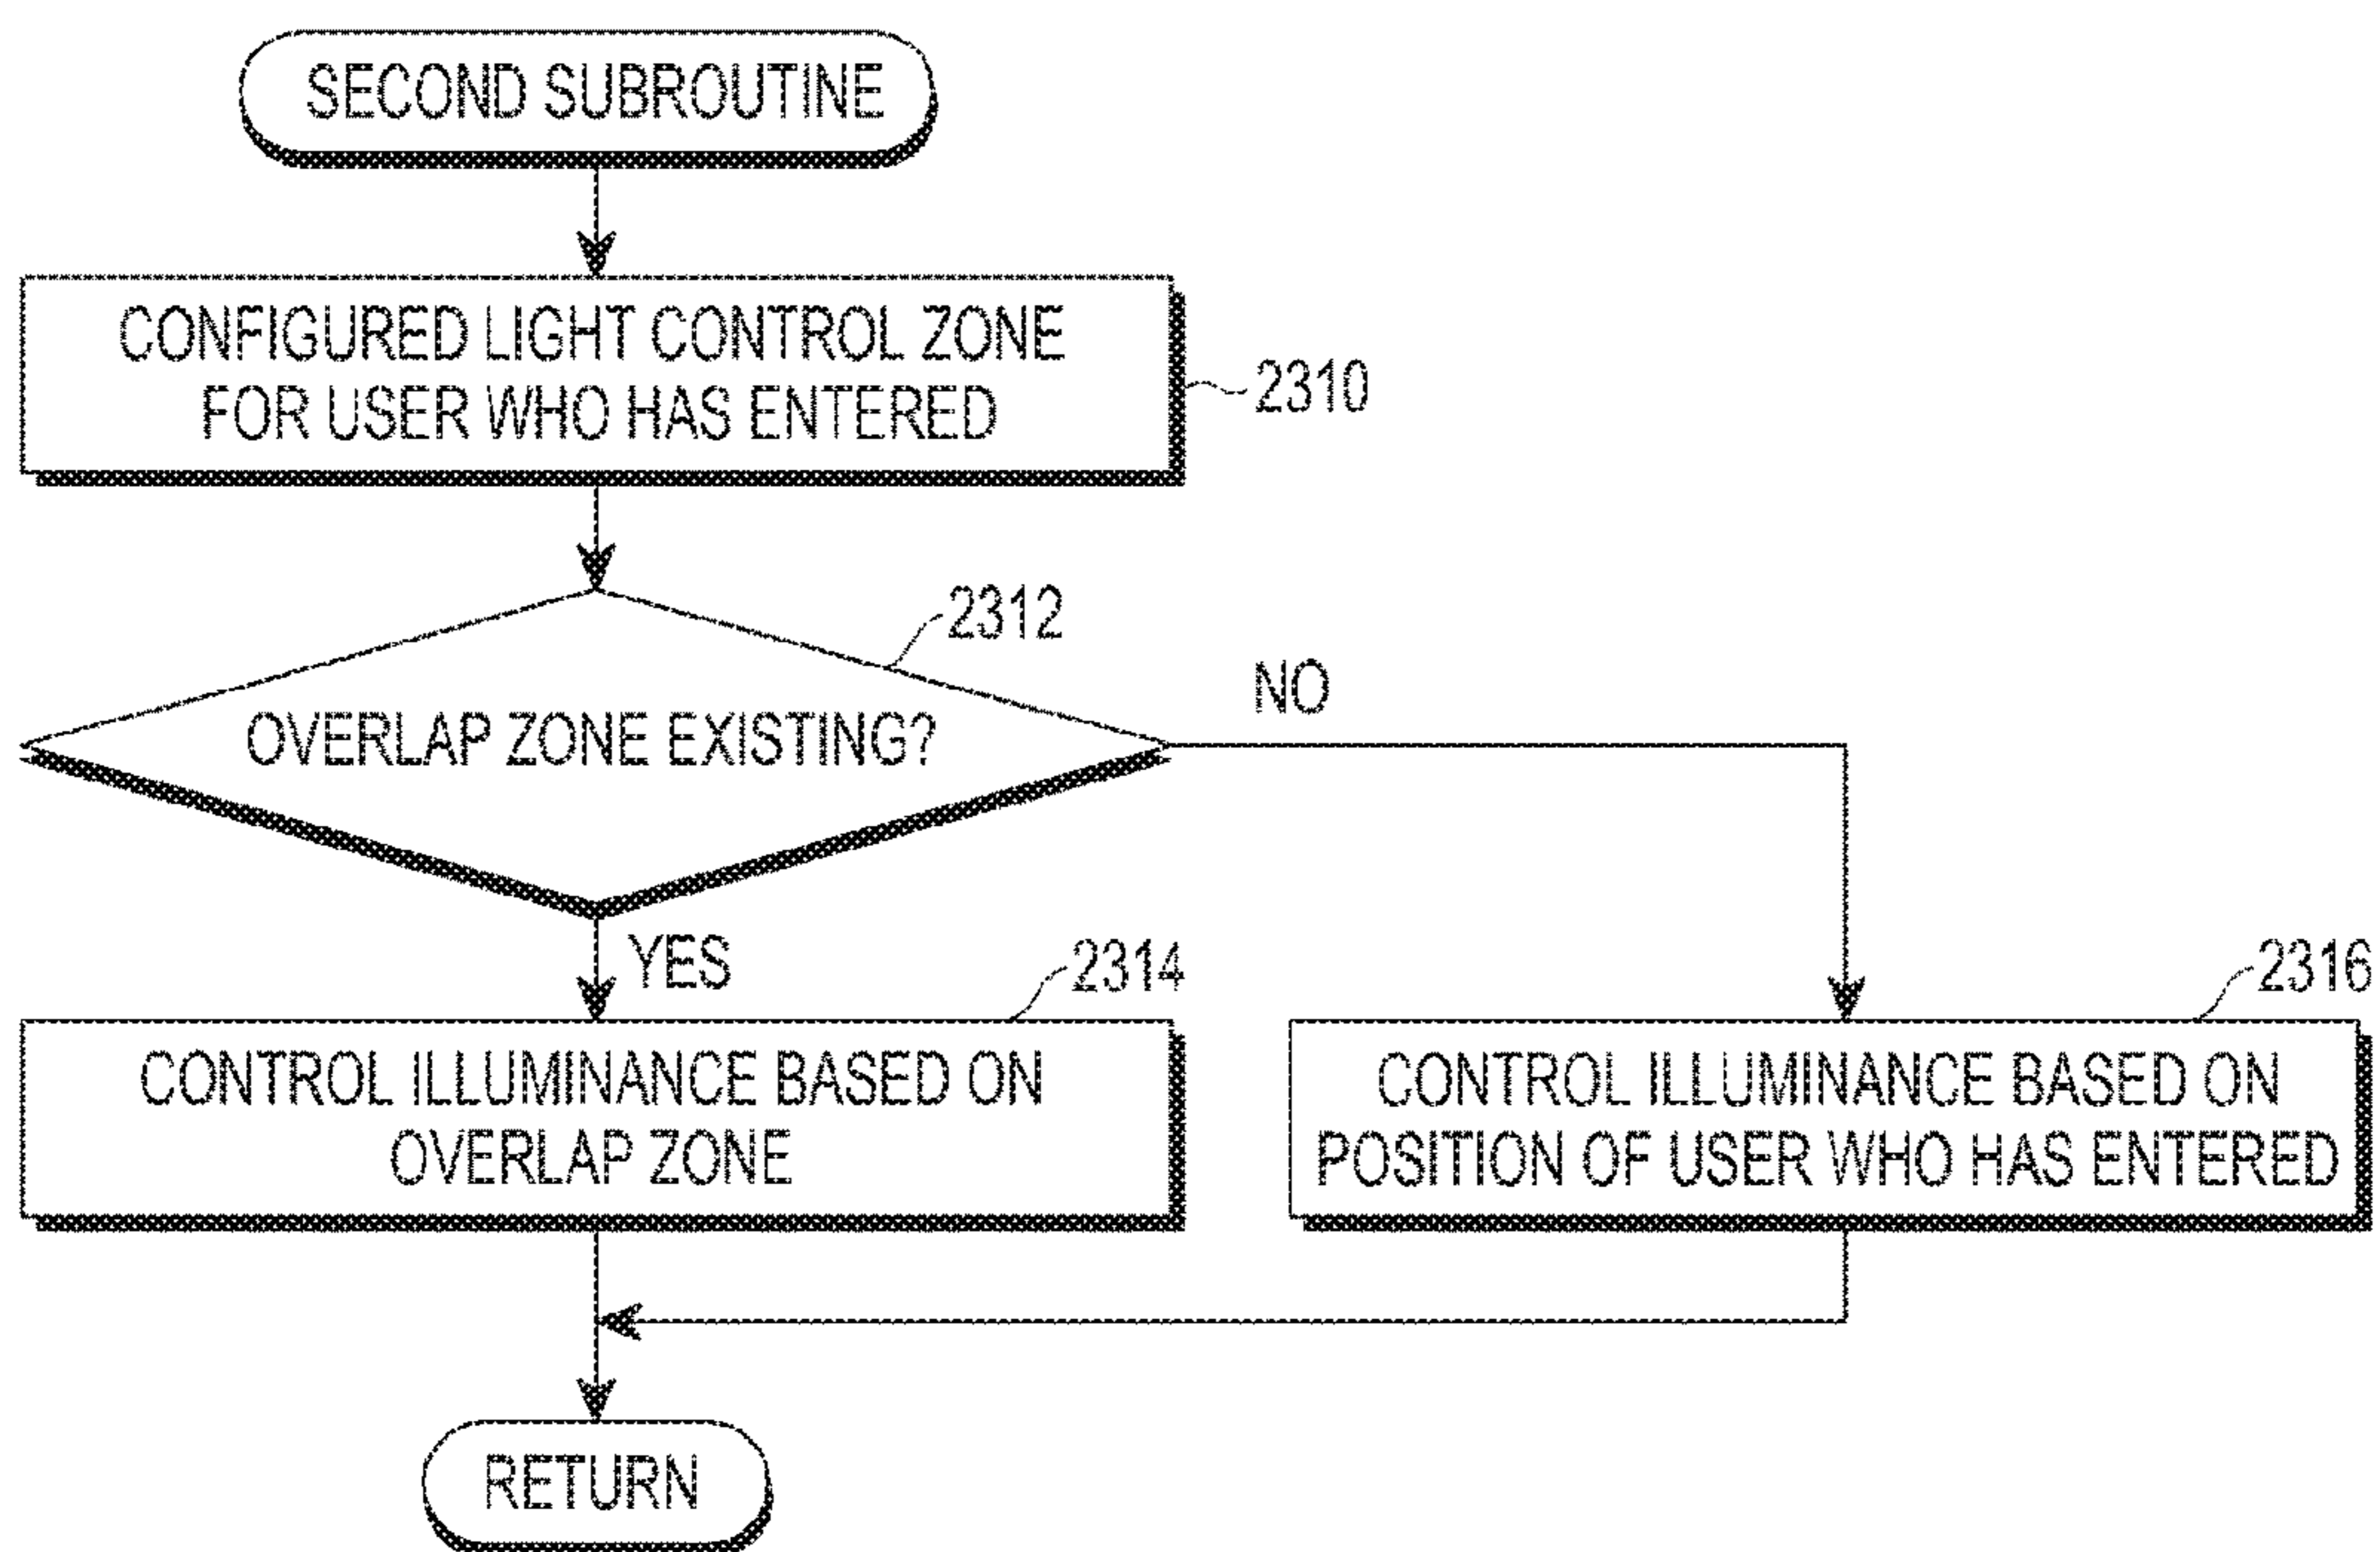 SECOND SUBROUTINE
CONFIGURED LIGHT CONTROL ZONE
FOR USER WHO HAS ENTERED
2310
2312
NO
OVERLAP ZONE EXISTING?
YES
2314
2316
CONTROL ILLUMINANCE BASED ON
OVERLAP ZONE
CONTROL ILLUMINANCE BASED ON
POSITION OF USER WHO HAS ENTERED
RETURN